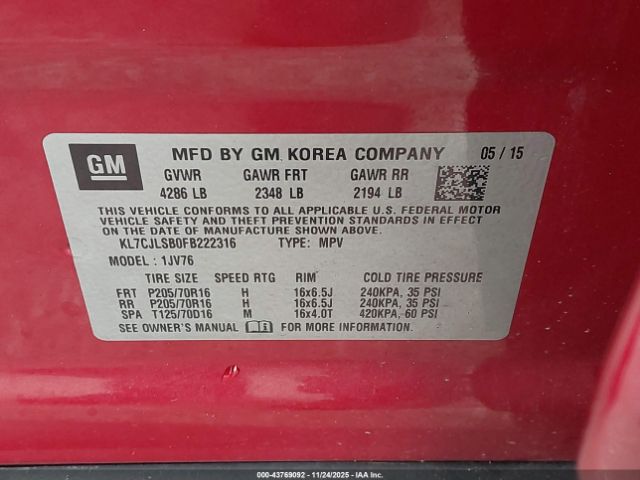 GM MFD BY GM KOREA COMPANY 05 / 15
GVWR GAWR FRT GAWR RR
4286 LB 2348 LB 2194 LB
THIS VEHICLE CONFORMS TO ALL APPLICABLE U.S. FEDERAL MOTOR
VEHICLE SAFETY AND THEFT PREVENTION STANDARDS IN EFFECT
ON THE DATE OF MANUFACTURE SHOWN ABOVE.
KL7CJLSB0FB222316 TYPE: MPV
MODEL : 1JV76
TIRE SIZE SPEED RTG RIM COLD TIRE PRESSURE
FRT P205/70R16 H 16x6.5J 240KPA, 35 PSI
RR P205/70R16 H 16x6.5J 240KPA, 35 PSI
SPA T125/70D16 M 16x4.0T 420KPA, 60 PSI
SEE OWNER'S MANUAL FOR MORE INFORMATION.
000-43769092 - 11/24/2025 - IAA Inc.